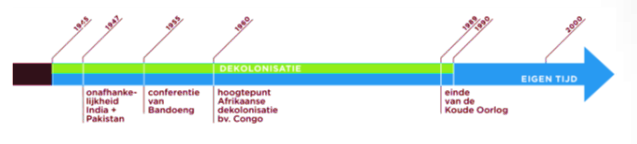 1945
1947
1955
1960
1989
1990
2000
DEKOLONISATIE
EIGEN TIJD
onafhanke-
lijkheid
India +
Pakistan
conferentie
van
Bandoeng
hoogtepunt
Afrikaanse
dekolonisatie
bv. Congo
einde
van de
Koude Oorlog